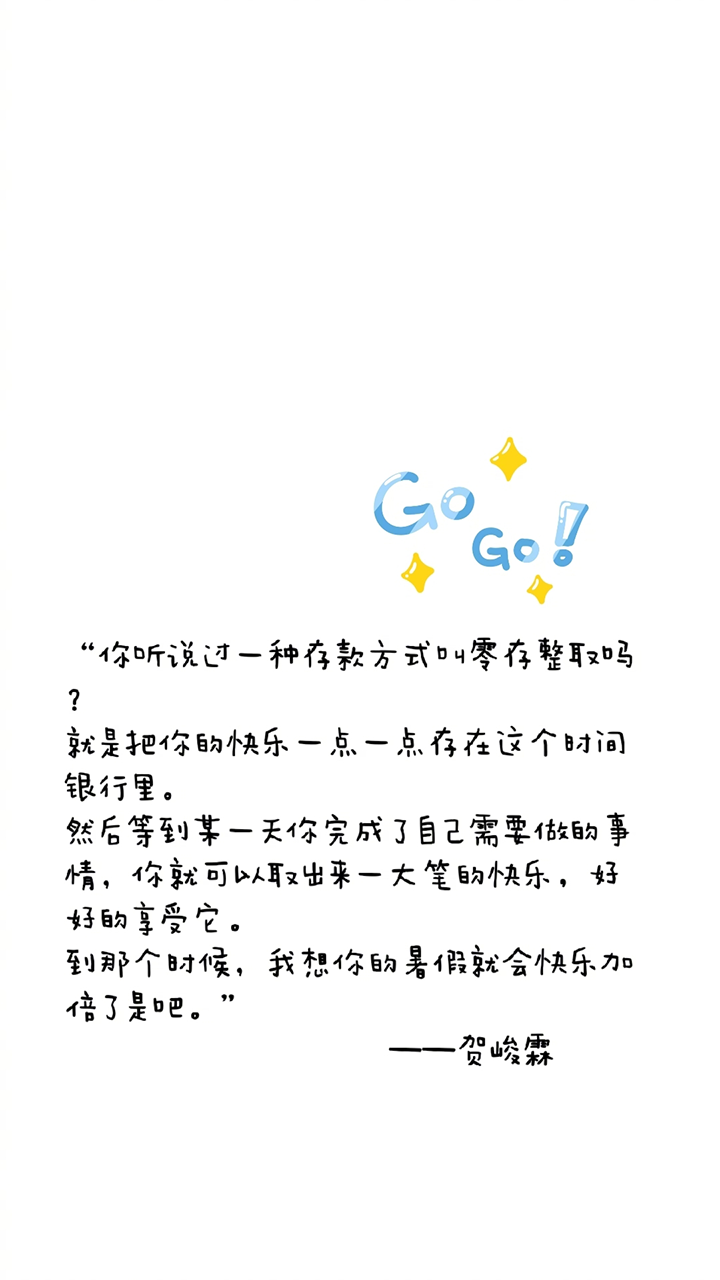 Go
Go!
“你听说过一种存款方式叫零存整取吗
?
就是把你的快乐一点一点存在这个时间
银行里。
然后等到某一天你完成了自己需要做的事
情，你就可以取出来一大笔的快乐，好
好的享受它。
到那个时候，我想你的暑假就会快乐加
倍了是吧。”
——贺峻霖